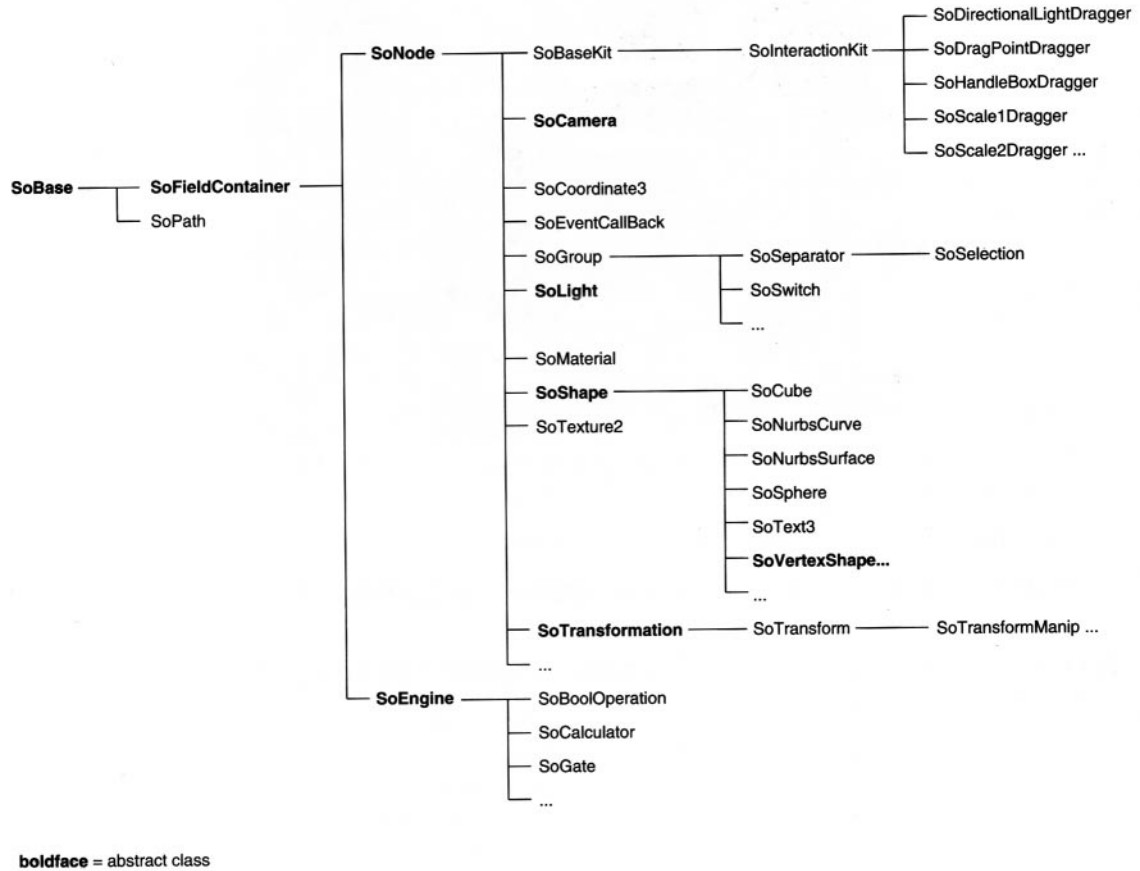 SoDirectionalLightDragger
SoNode SoBaseKit SoInteractionKit SoDragPointDragger
SoHandleBoxDragger
SoCamera SoScale1Dragger
SoScale2Dragger ...
SoBase SoFieldContainer SoCoordinate3
SoPath SoEventCallBack
SoGroup SoSeparator SoSelection
SoLight SoSwitch
...
SoMaterial
SoShape SoCube
SoTexture2 SoNurbsCurve
SoNurbsSurface
SoSphere
SoText3
SoVertexShape...
...
SoTransformation SoTransform SoTransformManip ...
...
SoEngine SoBoolOperation
SoCalculator
SoGate
...
boldface = abstract class